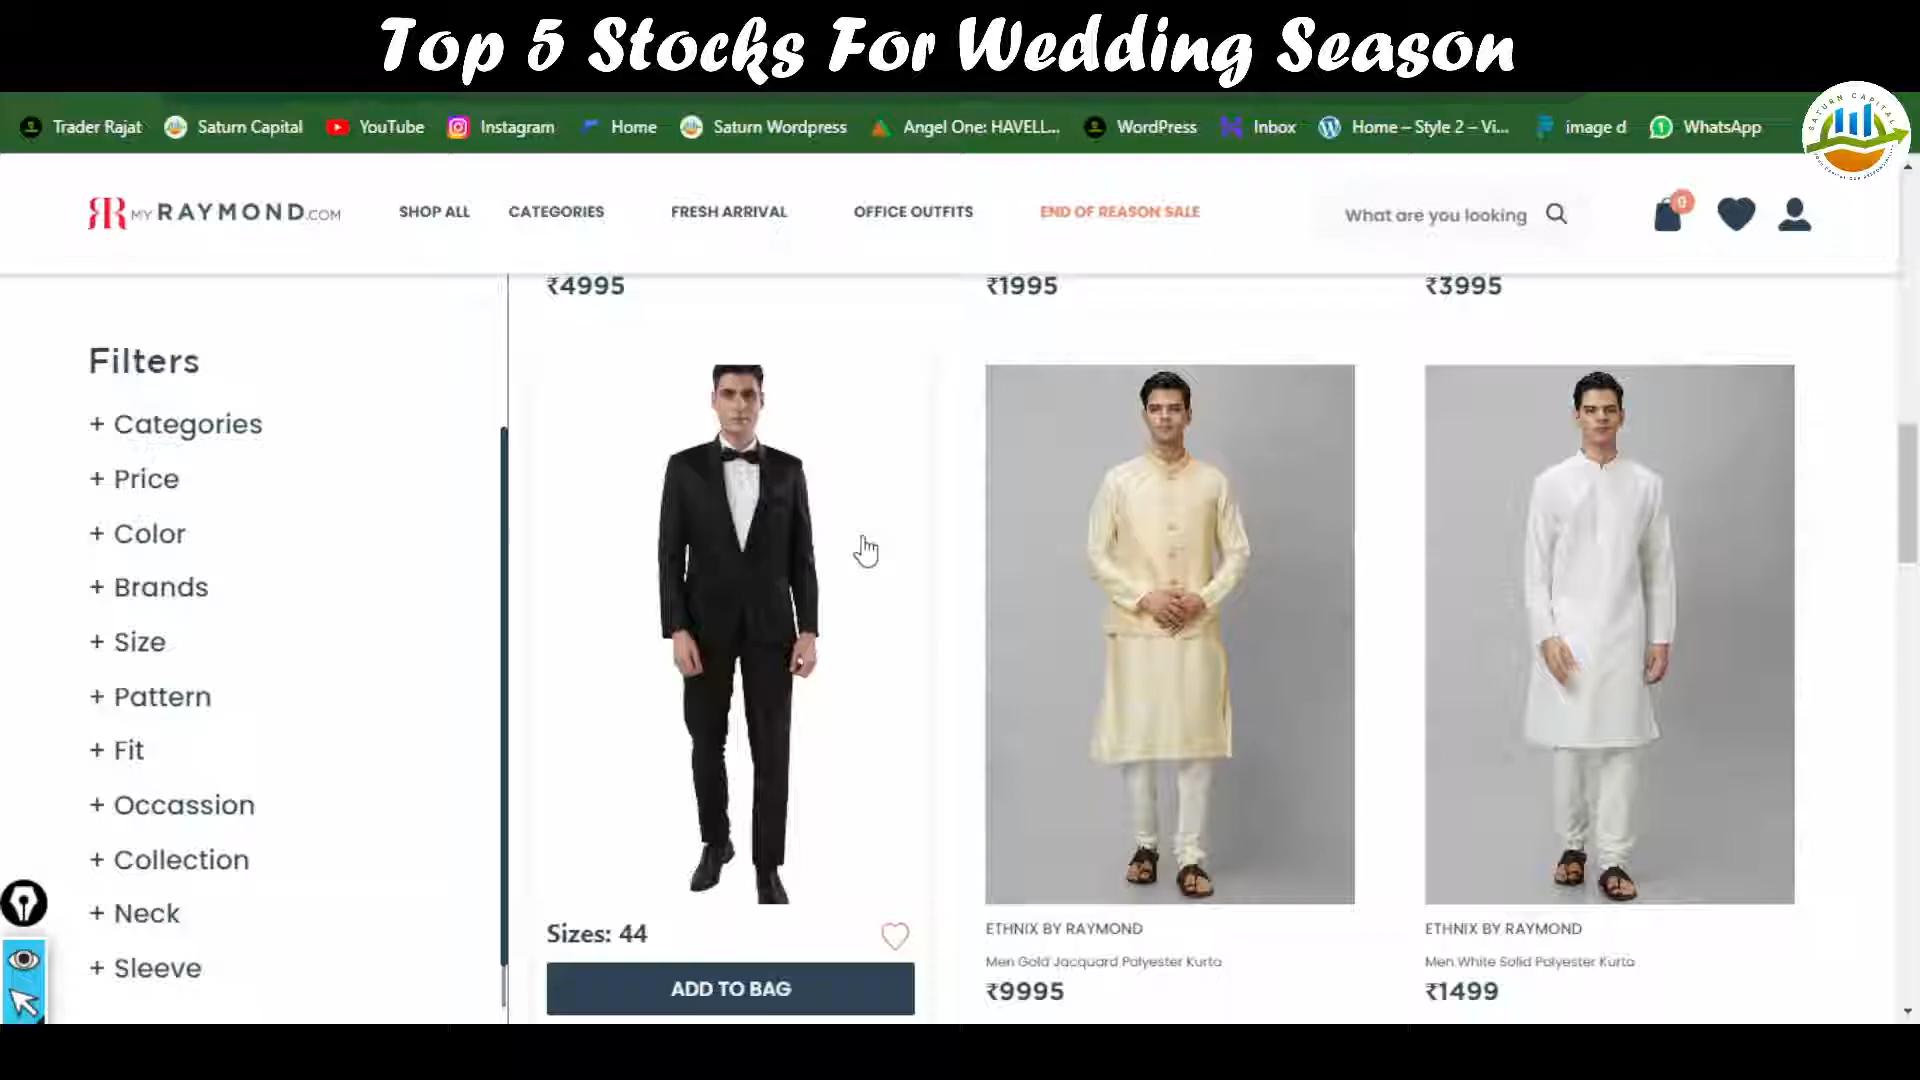 Top 5 Stocks For Wedding Season
Trader Rajat Saturn Capital YouTube Instagram Home Saturn Wordpress Angel One: HAVELL... WordPress Inbox Home – Style 2 – Vi... image d WhatsApp
SATURN CAPITAL
MY RAYMOND.COM SHOP ALL CATEGORIES FRESH ARRIVAL OFFICE OUTFITS END OF REASON SALE What are you looking 0
₹4995 ₹1995 ₹3995
Filters
+ Categories
+ Price
+ Color
+ Brands
+ Size
+ Pattern
+ Fit
+ Occassion
+ Collection
+ Neck
+ Sleeve
Sizes: 44
ADD TO BAG
ETHNIX BY RAYMOND
Men Gold Jacquard Polyester Kurta
₹9995
ETHNIX BY RAYMOND
Men White Solid Polyester Kurta
₹1499